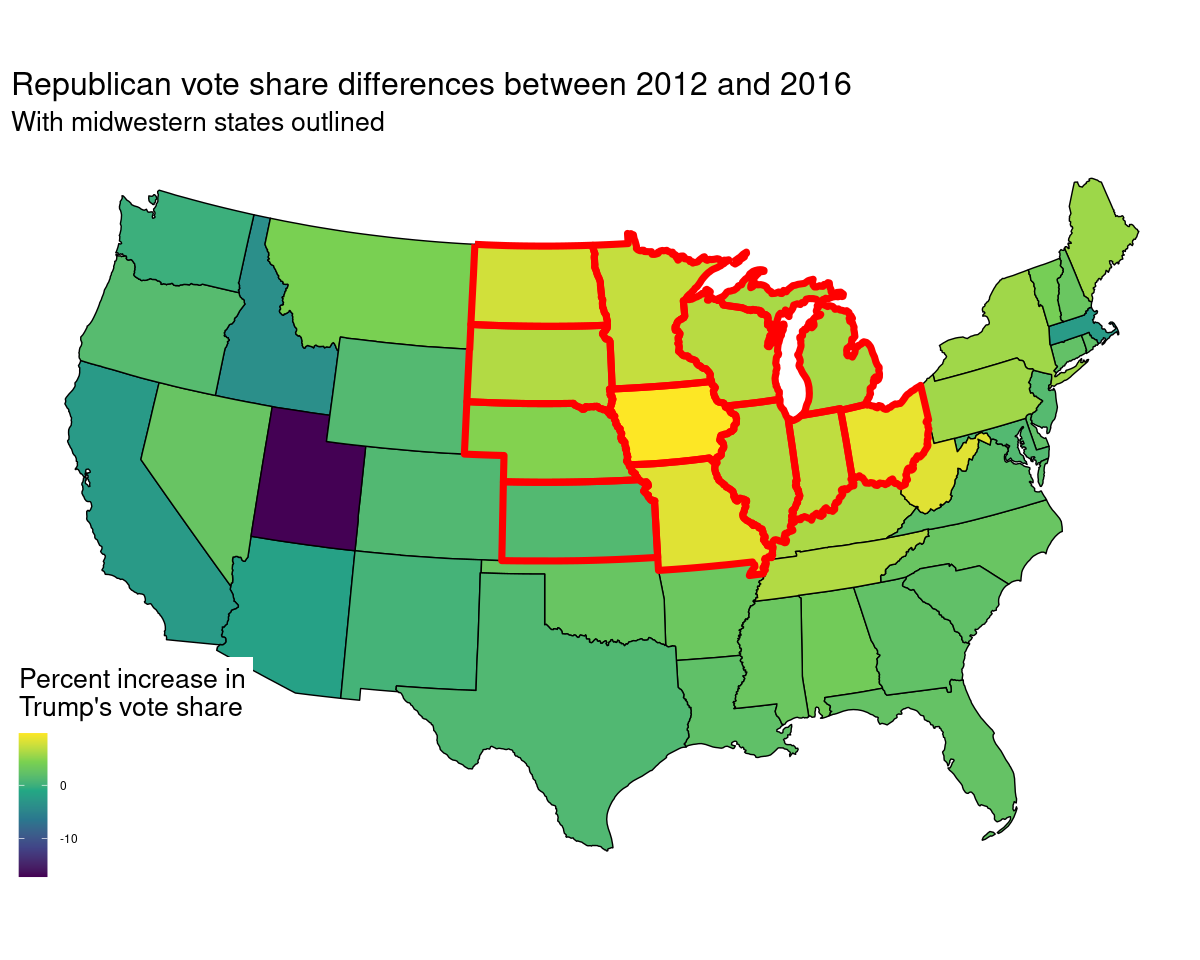 Republican vote share differences between 2012 and 2016
With midwestern states outlined
Percent increase in
Trump's vote share
0
-10